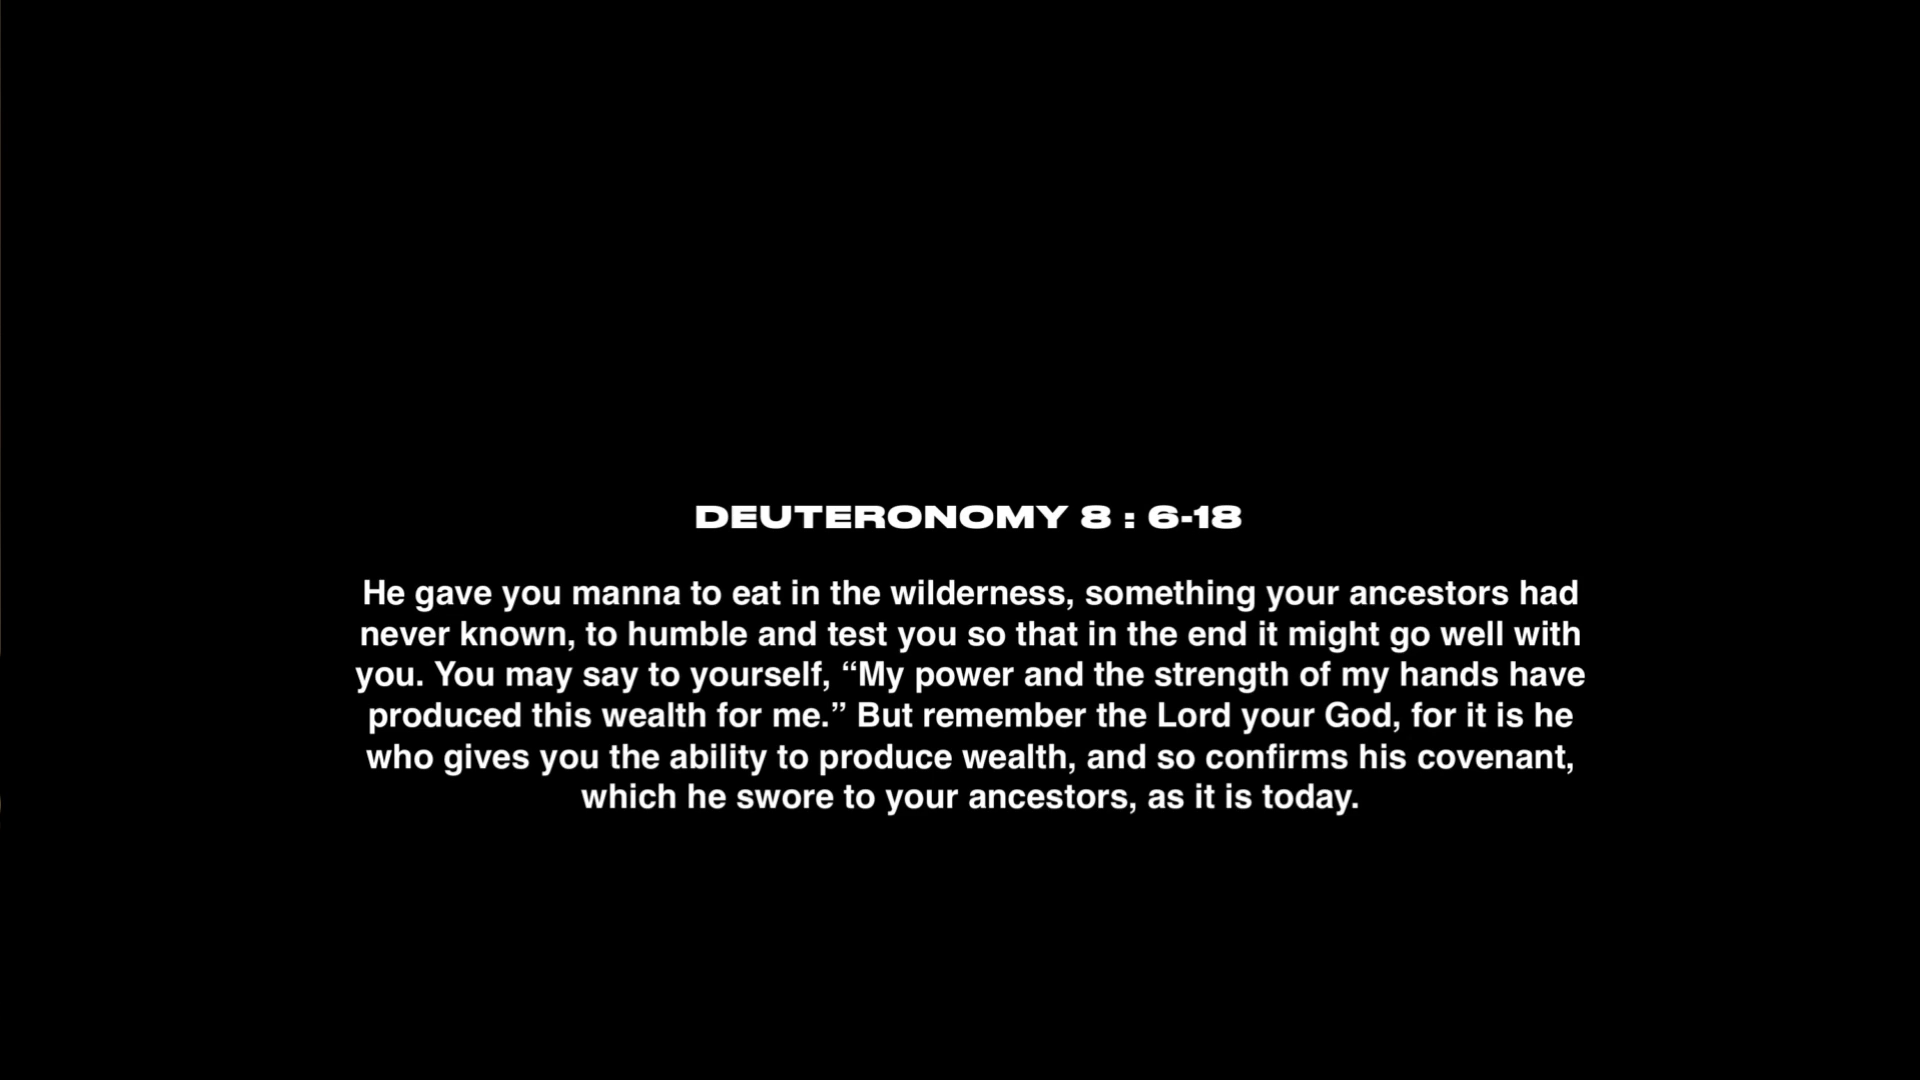 DEUTERONOMY 8 : 6-18
He gave you manna to eat in the wilderness, something your ancestors had
never known, to humble and test you so that in the end it might go well with
you. You may say to yourself, “My power and the strength of my hands have
produced this wealth for me.” But remember the Lord your God, for it is he
who gives you the ability to produce wealth, and so confirms his covenant,
which he swore to your ancestors, as it is today.